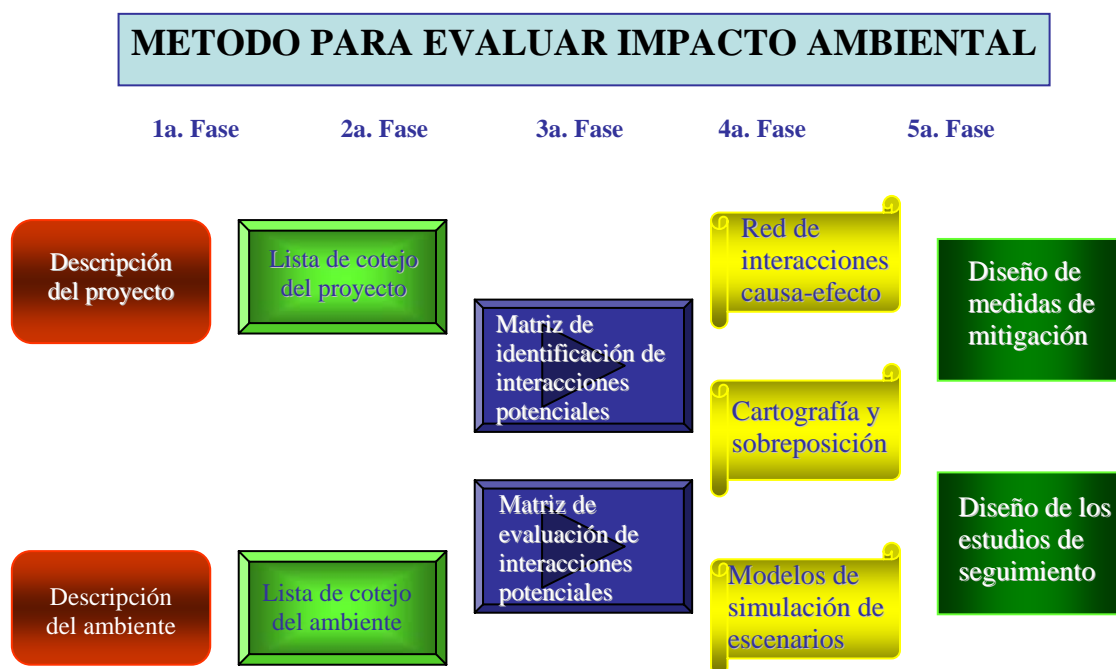 METODO PARA EVALUAR IMPACTO AMBIENTAL
1a. Fase
2a. Fase
3a. Fase
4a. Fase
5a. Fase
Descripción
del proyecto
Descripción
del ambiente
Lista de cotejo
del proyecto
Lista de cotejo
del ambiente
Matriz de
identificación de
interacciones
potenciales
Matriz de
evaluación de
interacciones
potenciales
Red de
interacciones
causa-efecto
Cartografía y
sobreposición
Modelos de
simulación de
escenarios
Diseño de
medidas de
mitigación
Diseño de los
estudios de
seguimiento